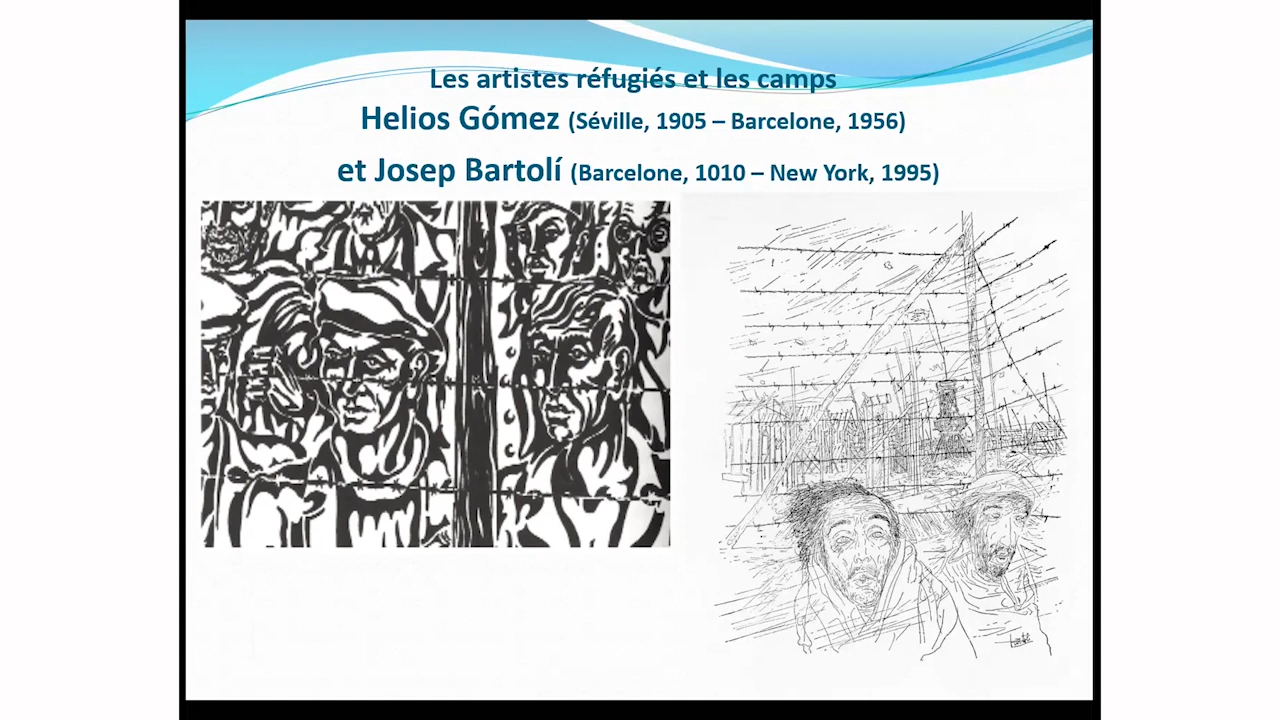 Les artistes réfugiés et les camps
Helios Gómez (Séville, 1905 – Barcelone, 1956)
et Josep Bartolí (Barcelone, 1010 – New York, 1995)